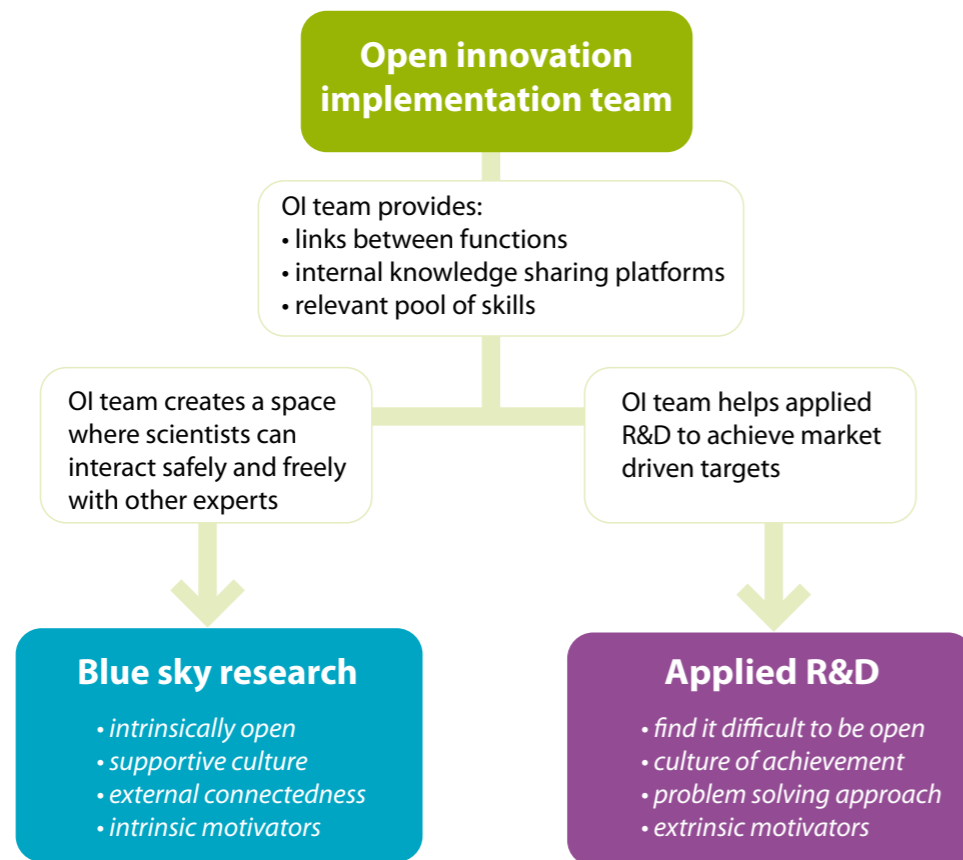 Open innovation
implementation team
OI team provides:
• links between functions
• internal knowledge sharing platforms
• relevant pool of skills
OI team creates a space
where scientists can
interact safely and freely
with other experts
OI team helps applied
R&D to achieve market
driven targets
Blue sky research
• intrinsically open
• supportive culture
• external connectedness
• intrinsic motivators
Applied R&D
• find it difficult to be open
• culture of achievement
• problem solving approach
• extrinsic motivators